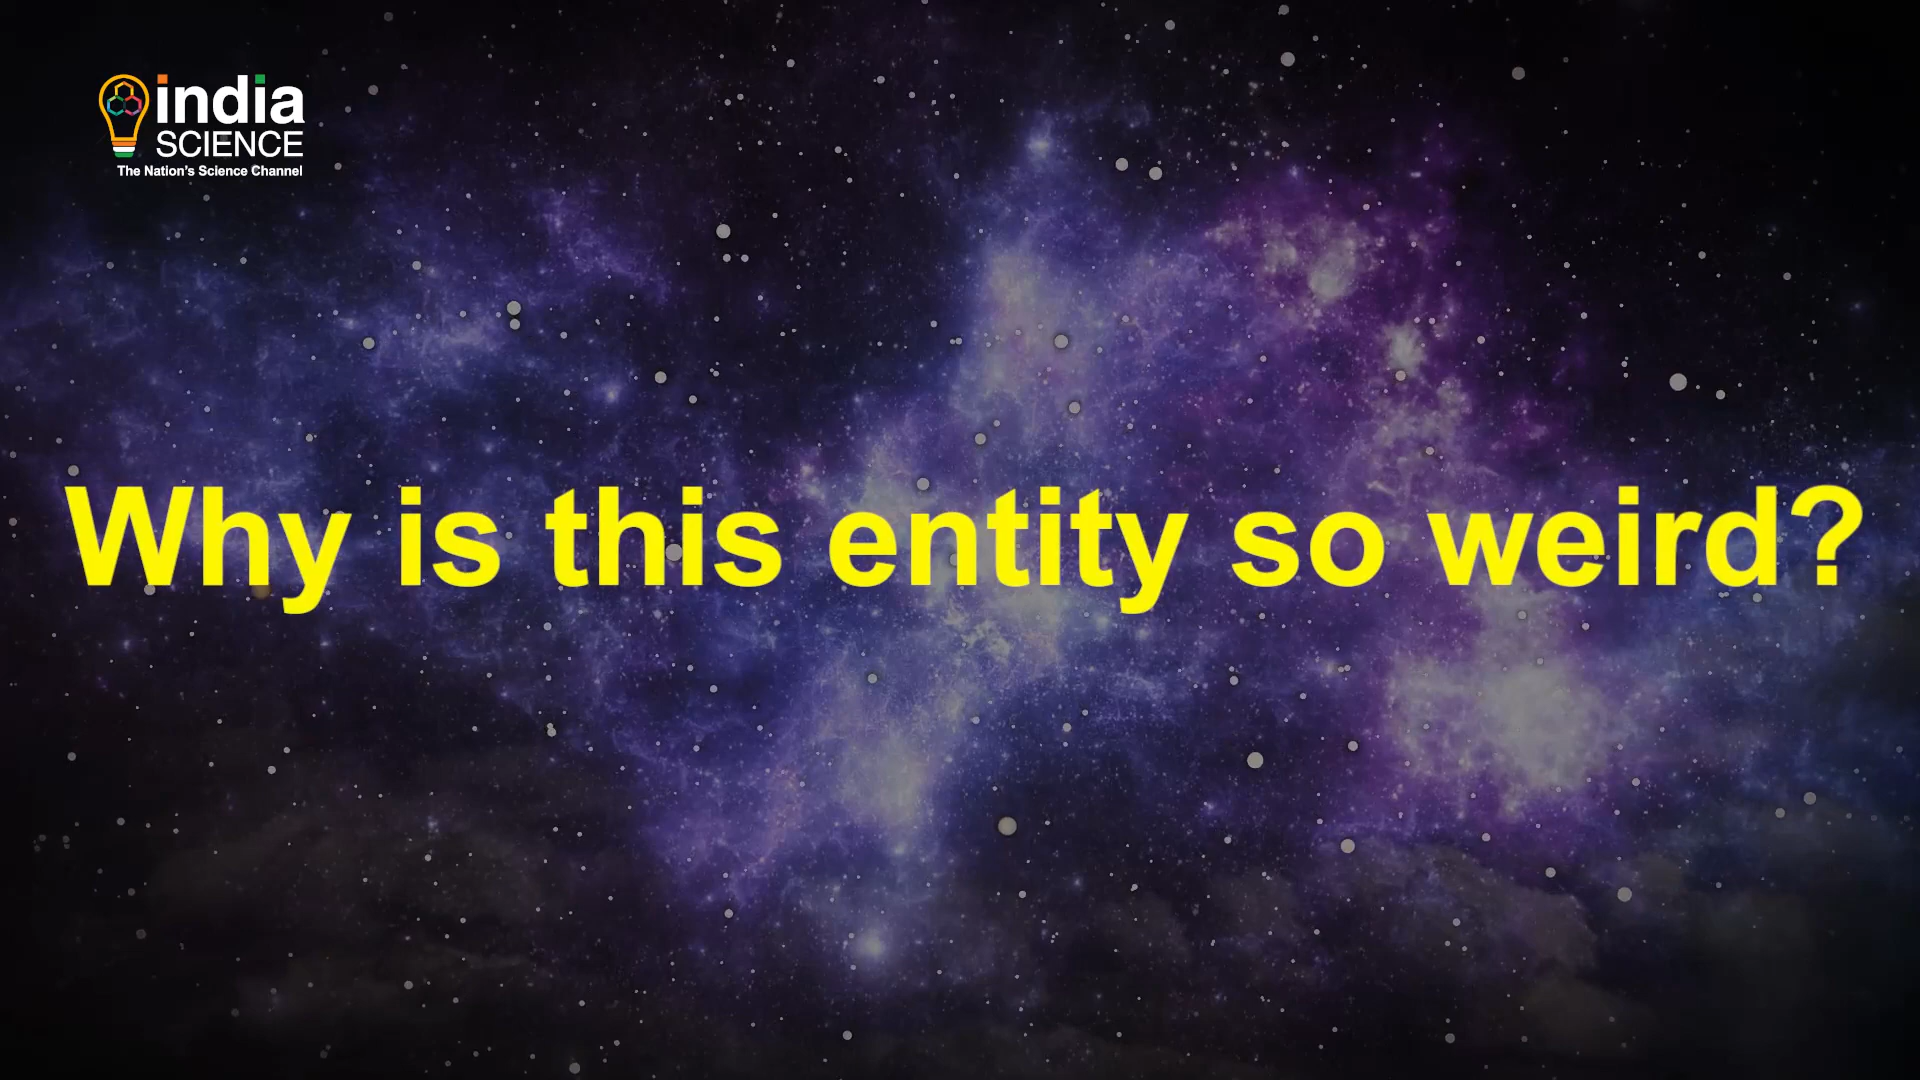 india
SCIENCE
The Nation's Science Channel
Why is this entity so weird?